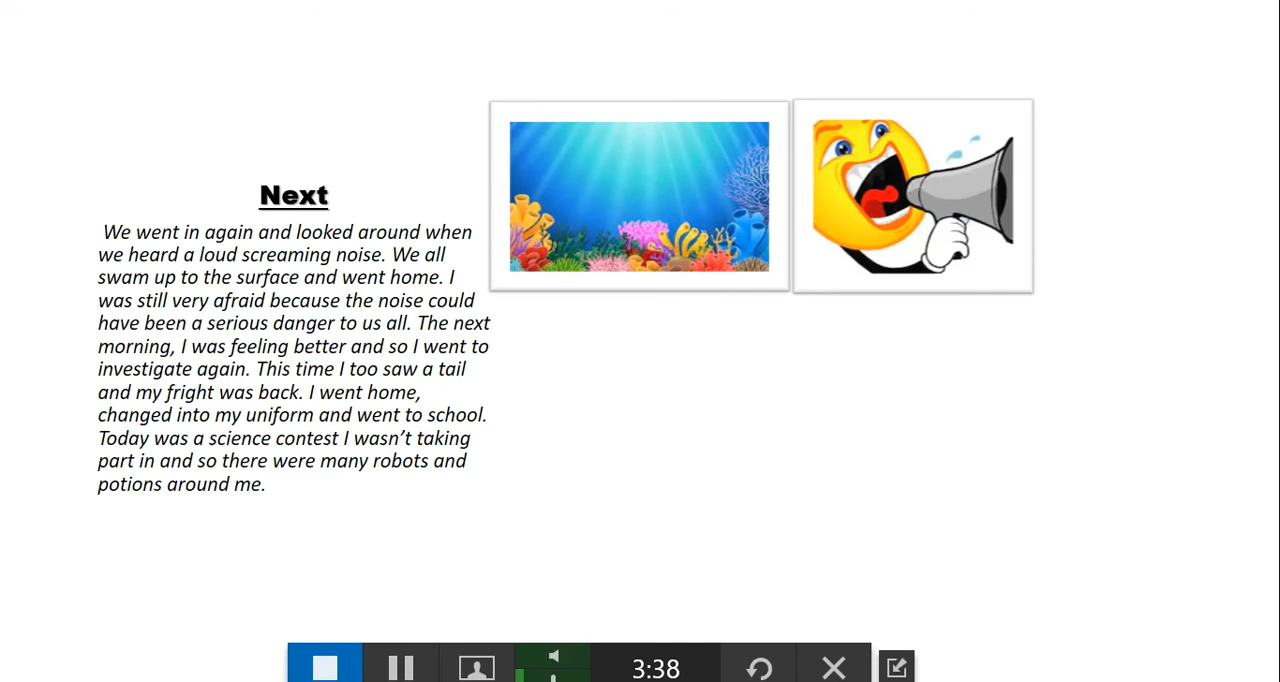 Next
We went in again and looked around when
we heard a loud screaming noise. We all
swam up to the surface and went home. I
was still very afraid because the noise could
have been a serious danger to us all. The next
morning, I was feeling better and so I went to
investigate again. This time I too saw a tail
and my fright was back. I went home,
changed into my uniform and went to school.
Today was a science contest I wasn’t taking
part in and so there were many robots and
potions around me.
3:38